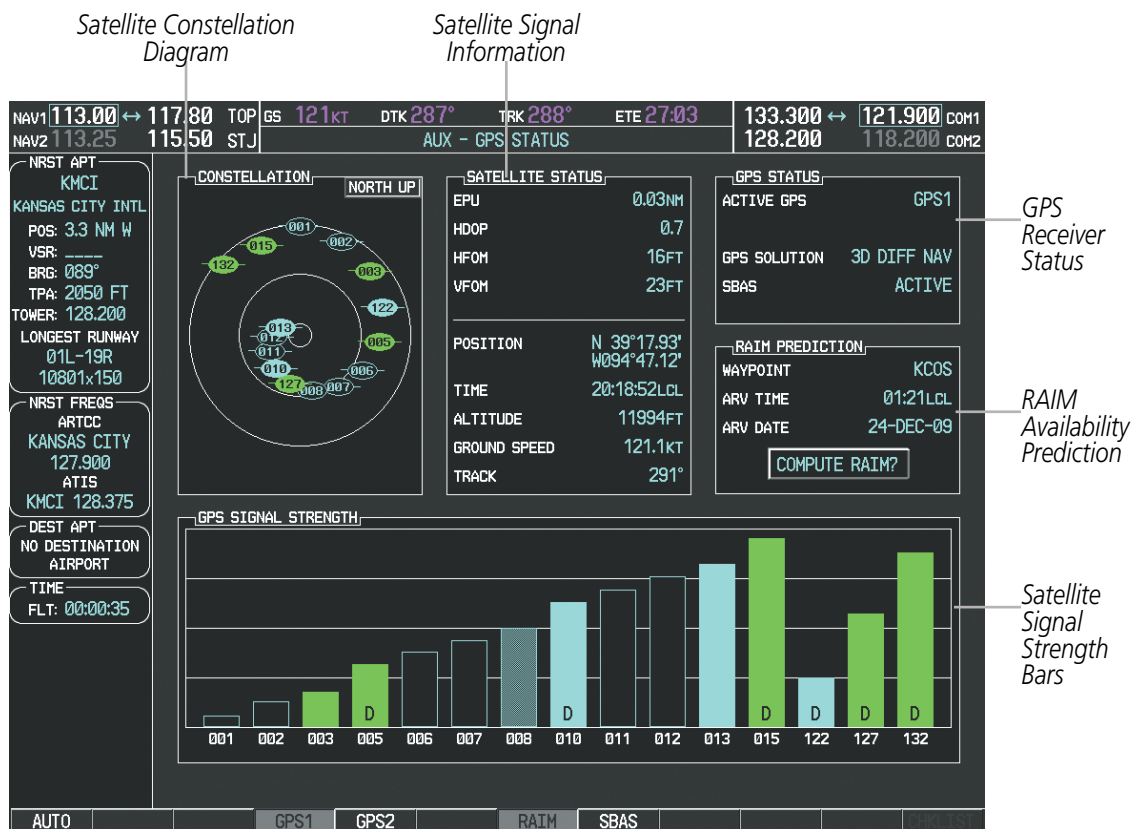 Satellite Constellation
Diagram
Satellite Signal
Information
NAV1 113.00 ↔ 117.80 TOP
NAV2 113.25 115.50 STJ
GS 121KT DTK 287° TRK 288° ETE 27:03
AUX – GPS STATUS
133.300 ↔ 121.900 COM1
128.200 118.200 COM2
NRST APT
KMCI
KANSAS CITY INTL
POS: 3.3 NM W
VSR: ____
BRG: 089°
TPA: 2050 FT
TOWER: 128.200
LONGEST RUNWAY
01L-19R
10801x150
NRST FREQS
ARTCC
KANSAS CITY
127.900
ATIS
KMCI 128.375
DEST APT
NO DESTINATION
AIRPORT
TIME
FLT: 00:00:35
CONSTELLATION
NORTH UP
001
002
015
132
003
122
013
012
005
011
010
006
127
008
007
SATELLITE STATUS
EPU 0.03NM
HDOP 0.7
HFOM 16FT
VFOM 23FT
POSITION N 39°17.93'
W094°47.12'
TIME 20:18:52LCL
ALTITUDE 11994FT
GROUND SPEED 121.1KT
TRACK 291°
GPS STATUS
ACTIVE GPS GPS1
GPS SOLUTION 3D DIFF NAV
SBAS ACTIVE
RAIM PREDICTION
WAYPOINT KCOS
ARV TIME 01:21LCL
ARV DATE 24-DEC-09
COMPUTE RAIM?
GPS
Receiver
Status
RAIM
Availability
Prediction
GPS SIGNAL STRENGTH
D D D D D D
001 002 003 005 006 007 008 010 011 012 013 015 122 127 132
Satellite
Signal
Strength
Bars
AUTO GPS1 GPS2 RAIM SBAS CHKLIST